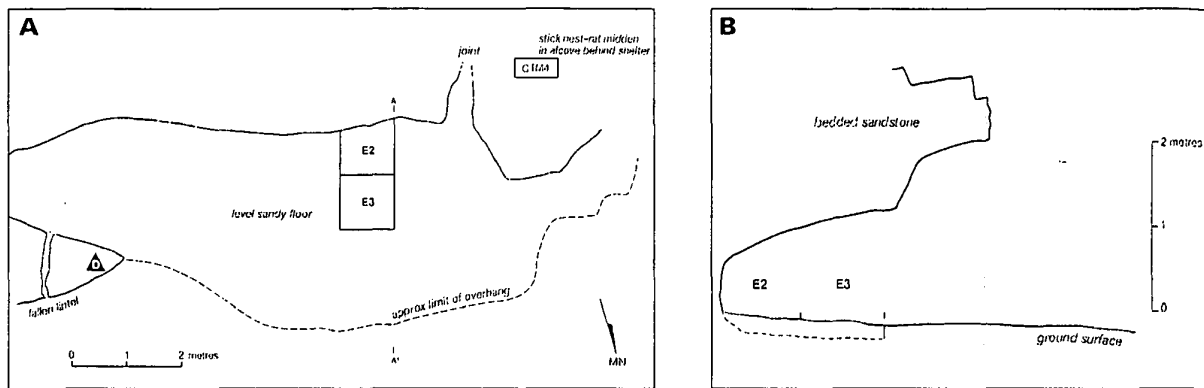 A
joint
stick nest-rat midden
in alcove behind shelter
GTM4
A
E2
E3
level sandy floor
0
fallen lintel
approx limit of overhang
0 1 2 metres
A'
MN
B
bedded sandstone
2 metres
1
E2 E3
0
ground surface